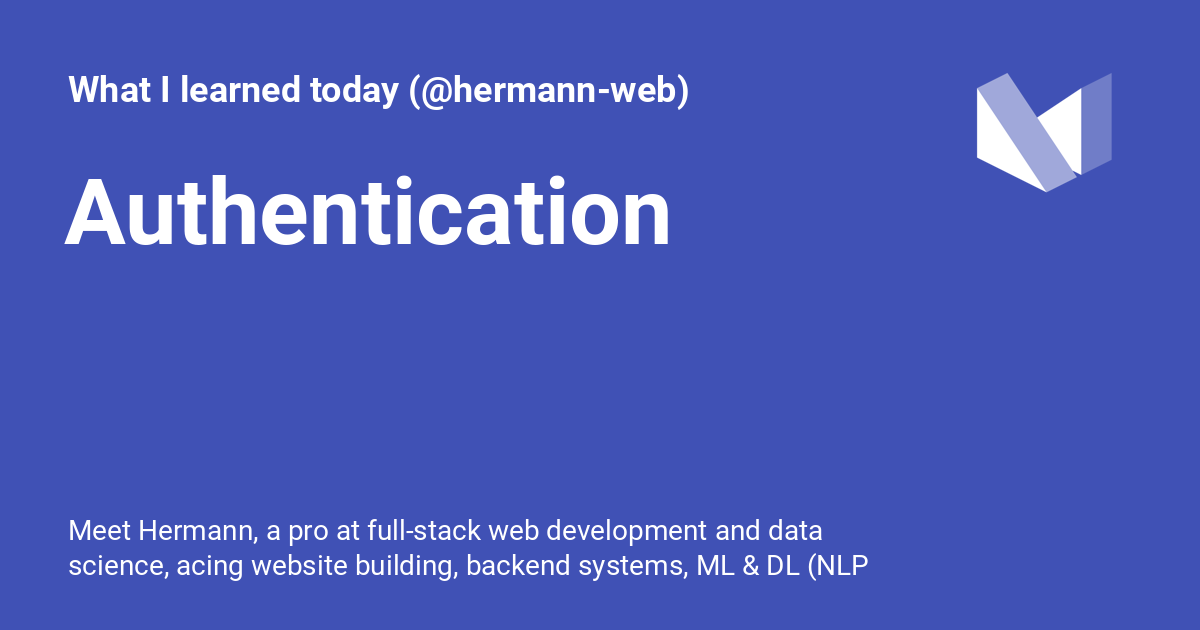 What I learned today (@hermann-web)
Authentication
Meet Hermann, a pro at full-stack web development and data
science, acing website building, backend systems, ML & DL (NLP